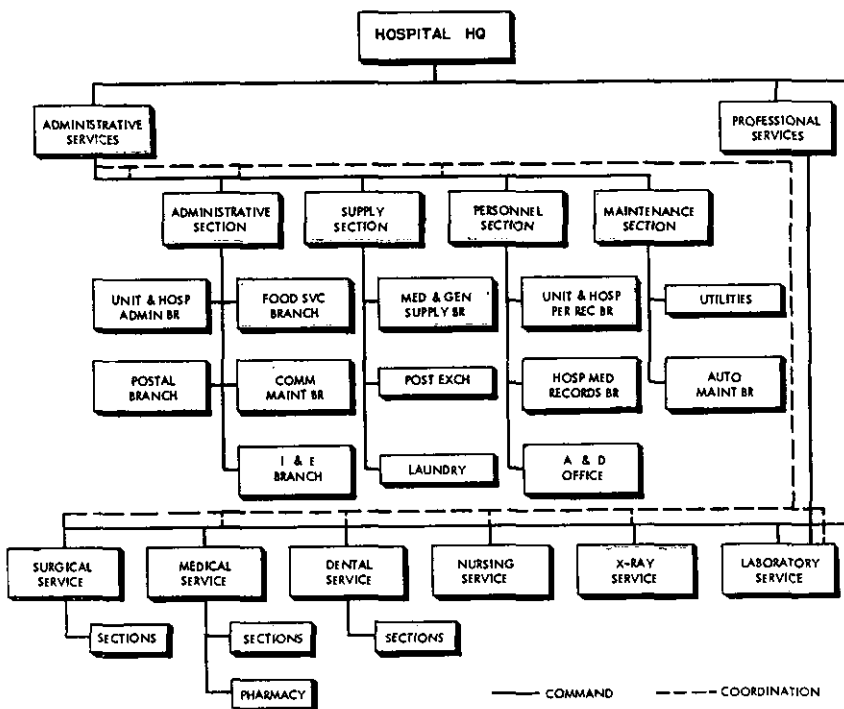 HOSPITAL HQ
ADMINISTRATIVE
SERVICES
PROFESSIONAL
SERVICES
ADMINISTRATIVE
SECTION
SUPPLY
SECTION
PERSONNEL
SECTION
MAINTENANCE
SECTION
UNIT & HOSP
ADMIN BR
FOOD SVC
BRANCH
MED & GEN
SUPPLY BR
UNIT & HOSP
PER REC BR
UTILITIES
POSTAL
BRANCH
COMM
MAINT BR
POST EXCH
HOSP MED
RECORDS BR
AUTO
MAINT BR
I & E
BRANCH
LAUNDRY
A & D
OFFICE
SURGICAL
SERVICE
MEDICAL
SERVICE
DENTAL
SERVICE
NURSING
SERVICE
X-RAY
SERVICE
LABORATORY
SERVICE
SECTIONS
SECTIONS
SECTIONS
PHARMACY
COMMAND
COORDINATION